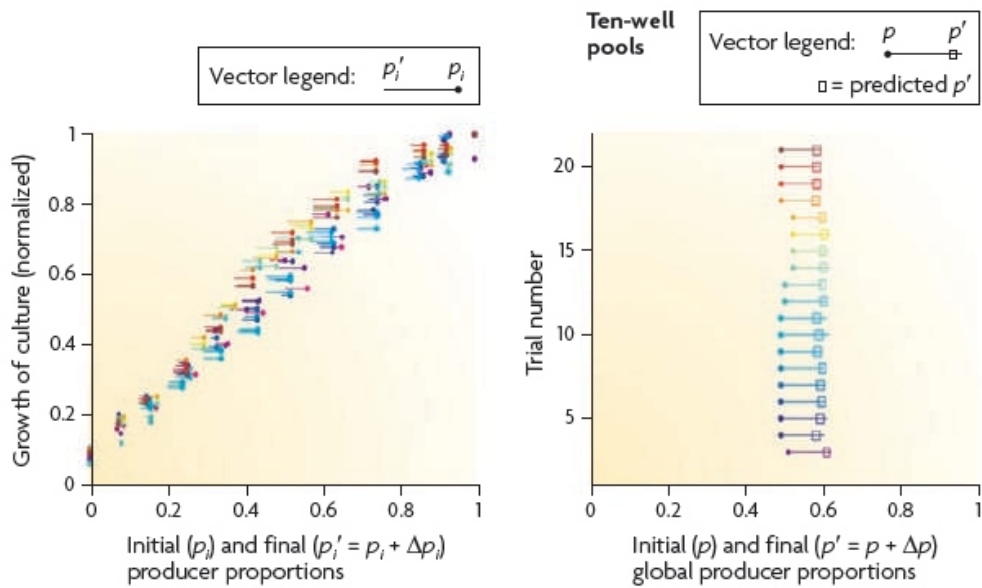 Vector legend: pᵢ′ pᵢ
Growth of culture (normalized)
1
0.8
0.6
0.4
0.2
0
0 0.2 0.4 0.6 0.8 1
Initial (pᵢ) and final (pᵢ′ = pᵢ + Δpᵢ)
producer proportions
Ten-well
pools
Vector legend: p p′
= predicted p′
Trial number
20
15
10
5
0 0.2 0.4 0.6 0.8 1
Initial (p) and final (p′ = p + Δp)
global producer proportions